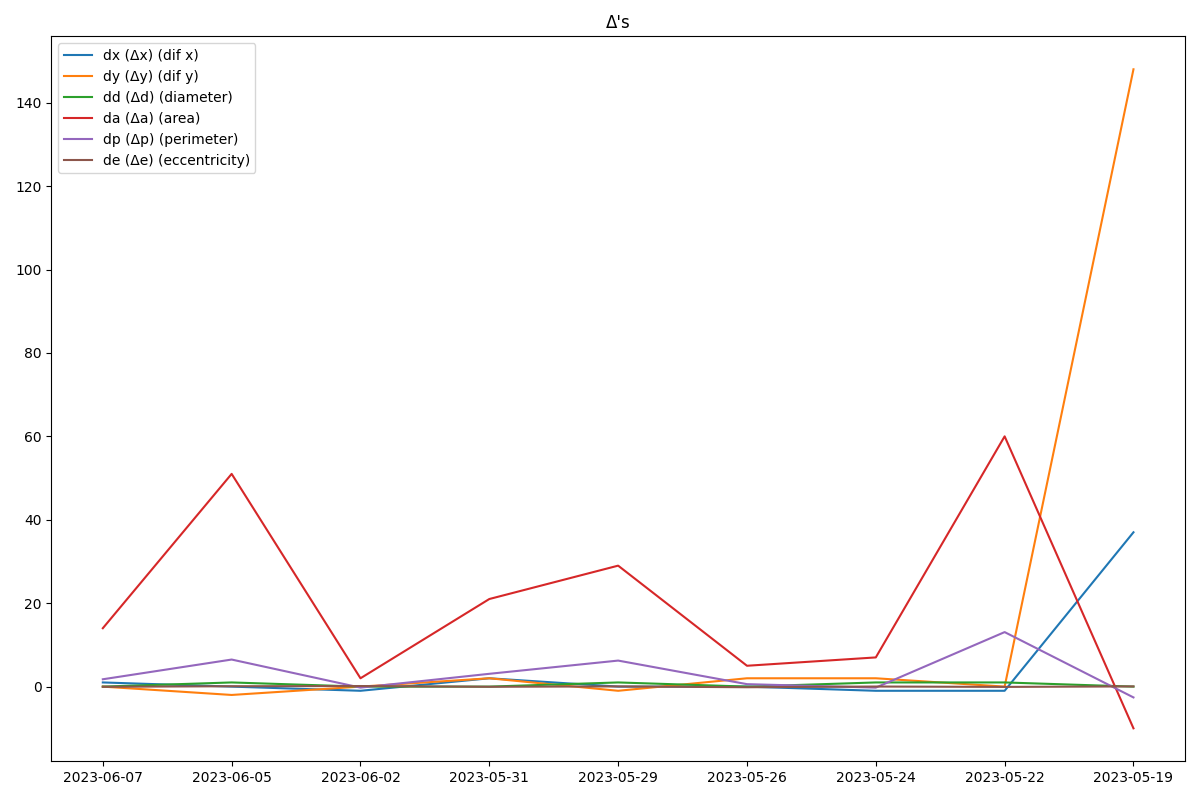 Δ's
dx (Δx) (dif x)
dy (Δy) (dif y)
dd (Δd) (diameter)
da (Δa) (area)
dp (Δp) (perimeter)
de (Δe) (eccentricity)
140
120
100
80
60
40
20
0
2023-06-07 2023-06-05 2023-06-02 2023-05-31 2023-05-29 2023-05-26 2023-05-24 2023-05-22 2023-05-19